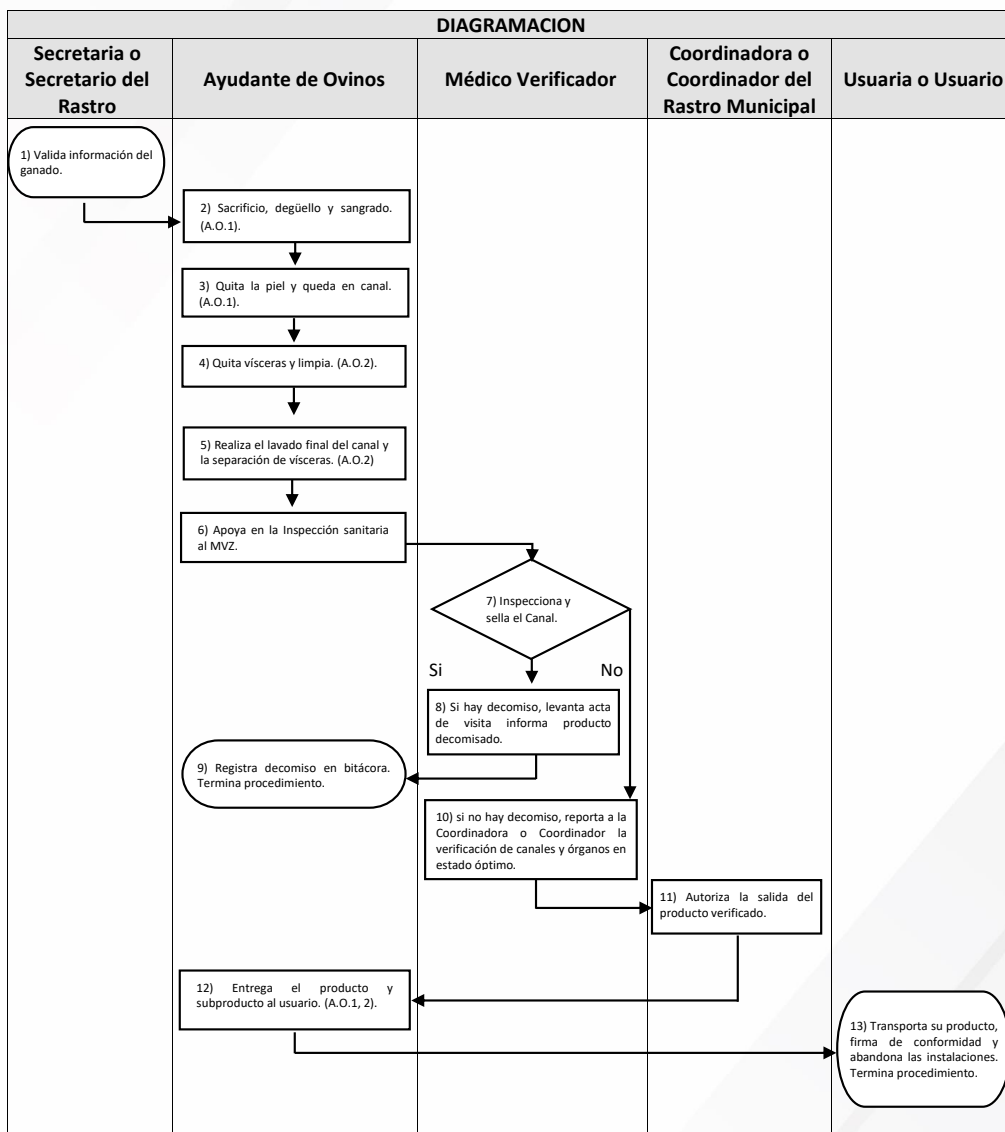 DIAGRAMACION
Secretaria o
Secretario del
Rastro
Ayudante de Ovinos
Médico Verificador
Coordinadora o
Coordinador del
Rastro Municipal
Usuaria o Usuario
1) Valida información del
ganado.
2) Sacrificio, degüello y sangrado.
(A.O.1).
3) Quita la piel y queda en canal.
(A.O.1).
4) Quita vísceras y limpia. (A.O.2).
5) Realiza el lavado final del canal y
la separación de vísceras. (A.O.2)
6) Apoya en la Inspección sanitaria
al MVZ.
7) Inspecciona y
sella el Canal.
Si
No
8) Si hay decomiso, levanta acta
de visita informa producto
decomisado.
9) Registra decomiso en bitácora.
Termina procedimiento.
10) si no hay decomiso, reporta a la
Coordinadora o Coordinador la
verificación de canales y órganos en
estado óptimo.
11) Autoriza la salida del
producto verificado.
12) Entrega el producto y
subproducto al usuario. (A.O.1, 2).
13) Transporta su producto,
firma de conformidad y
abandona las instalaciones.
Termina procedimiento.